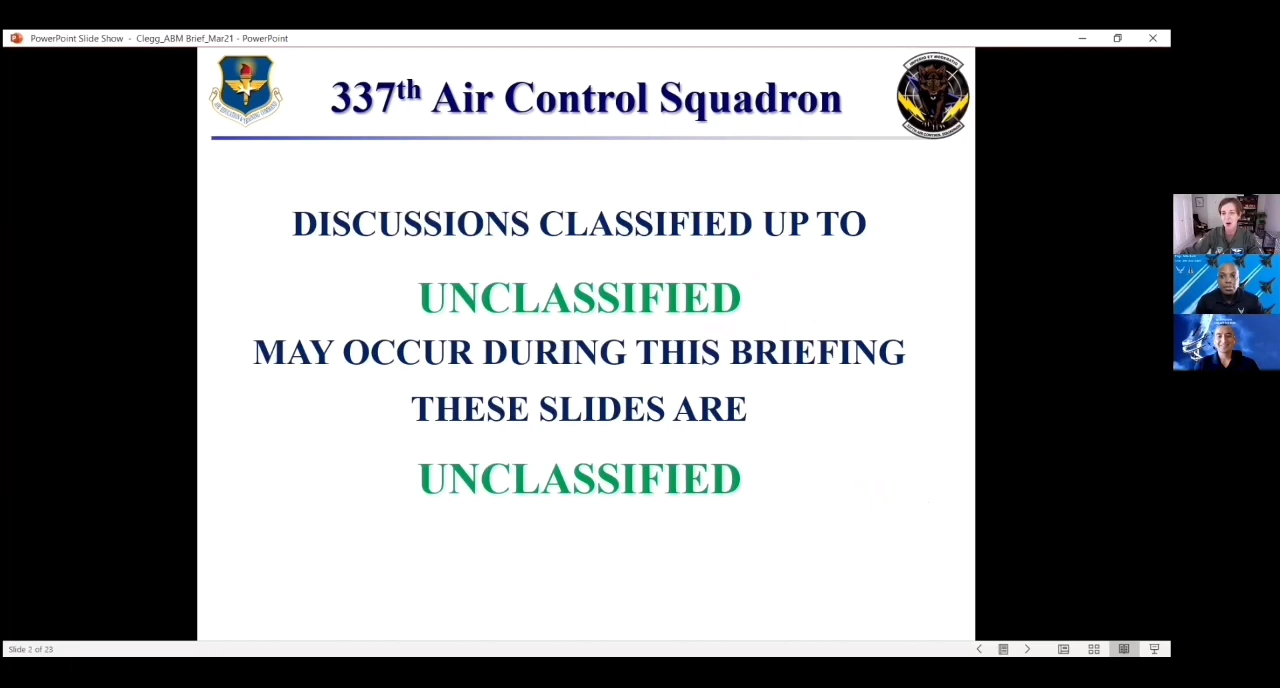 PowerPoint Slide Show - Clegg_ABM Brief_Mar21 - PowerPoint
337th Air Control Squadron
DISCUSSIONS CLASSIFIED UP TO
UNCLASSIFIED
MAY OCCUR DURING THIS BRIEFING
THESE SLIDES ARE
UNCLASSIFIED
Slide 2 of 23